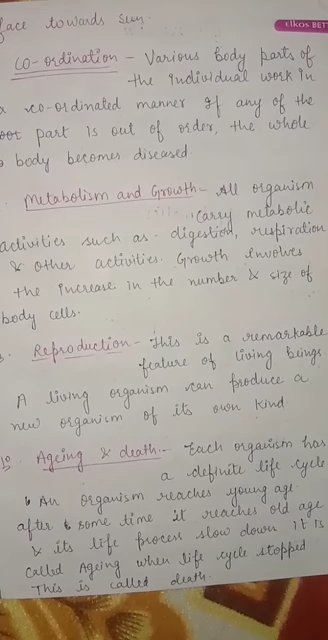 face towards sun.
elkos BET
CO-ordination - Various body parts of
the individual work in
a co-ordinated manner If any of the
part is out of order, the whole
body becomes diseased.
Metabolism and Growth - All organism
carry metabolic
activities such as digestion, respiration
& other activities. Growth involves
the increase in the number & size of
body cells.
Reproduction - This is a remarkable
feature of living beings
A living organism can produce a
new organism of its own kind
10 Ageing & death. - Each organism has
a definite life cycle
An organism reaches young age
after some time it reaches old age
& its life process slow down It is
called Ageing when life cycle stopped
This is called death.